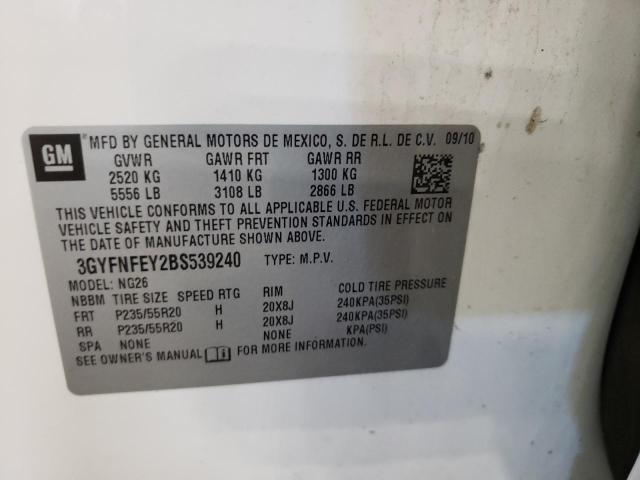 GM
MFD BY GENERAL MOTORS DE MEXICO, S. DE R.L. DE C.V. 09/10
GVWR GAWR FRT GAWR RR
2520 KG 1410 KG 1300 KG
5556 LB 3108 LB 2866 LB
THIS VEHICLE CONFORMS TO ALL APPLICABLE U.S. FEDERAL MOTOR
VEHICLE SAFETY AND THEFT PREVENTION STANDARDS IN EFFECT ON
THE DATE OF MANUFACTURE SHOWN ABOVE.
3GYFNFEY2BS539240 TYPE: M.P.V.
MODEL: NG26
NBBM TIRE SIZE SPEED RTG RIM COLD TIRE PRESSURE
FRT P235/55R20 H 20X8J 240KPA(35PSI)
RR P235/55R20 H 20X8J 240KPA(35PSI)
SPA NONE NONE KPA(PSI)
SEE OWNER'S MANUAL FOR MORE INFORMATION.